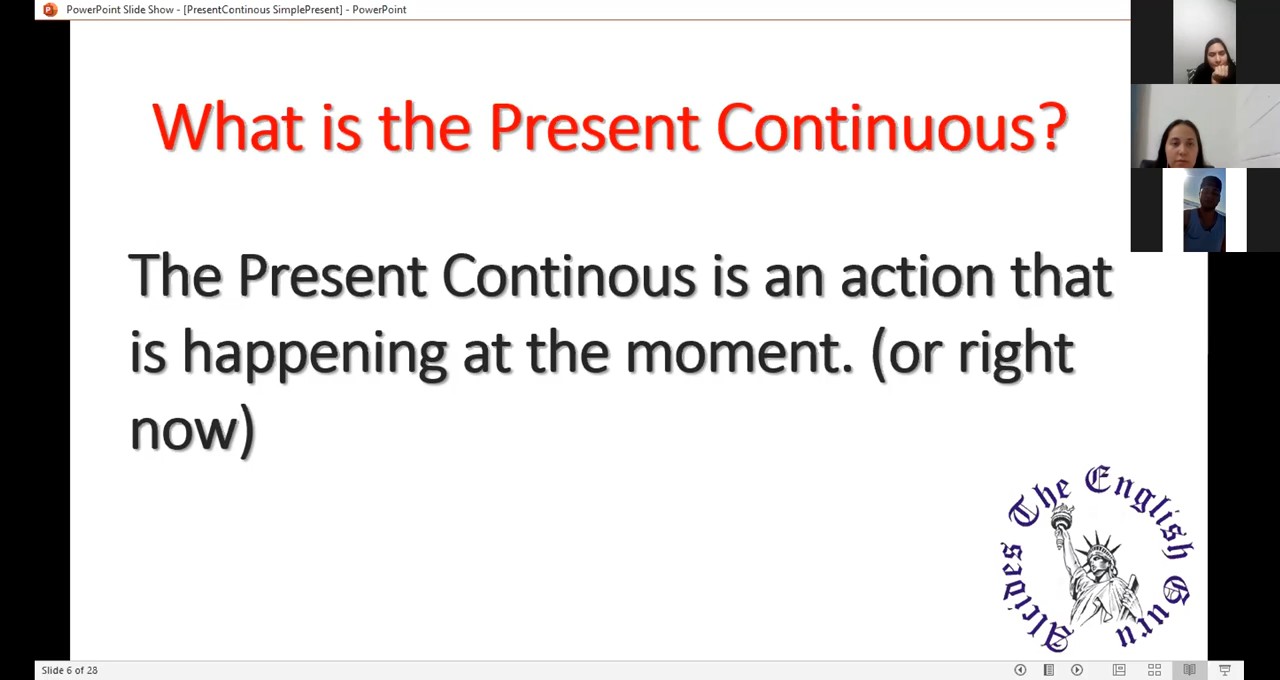 PowerPoint Slide Show - [PresentContinous SimplePresent] - PowerPoint
What is the Present Continuous?
The Present Continous is an action that
is happening at the moment. (or right
now)
Alcides The English Guru
Slide 6 of 28